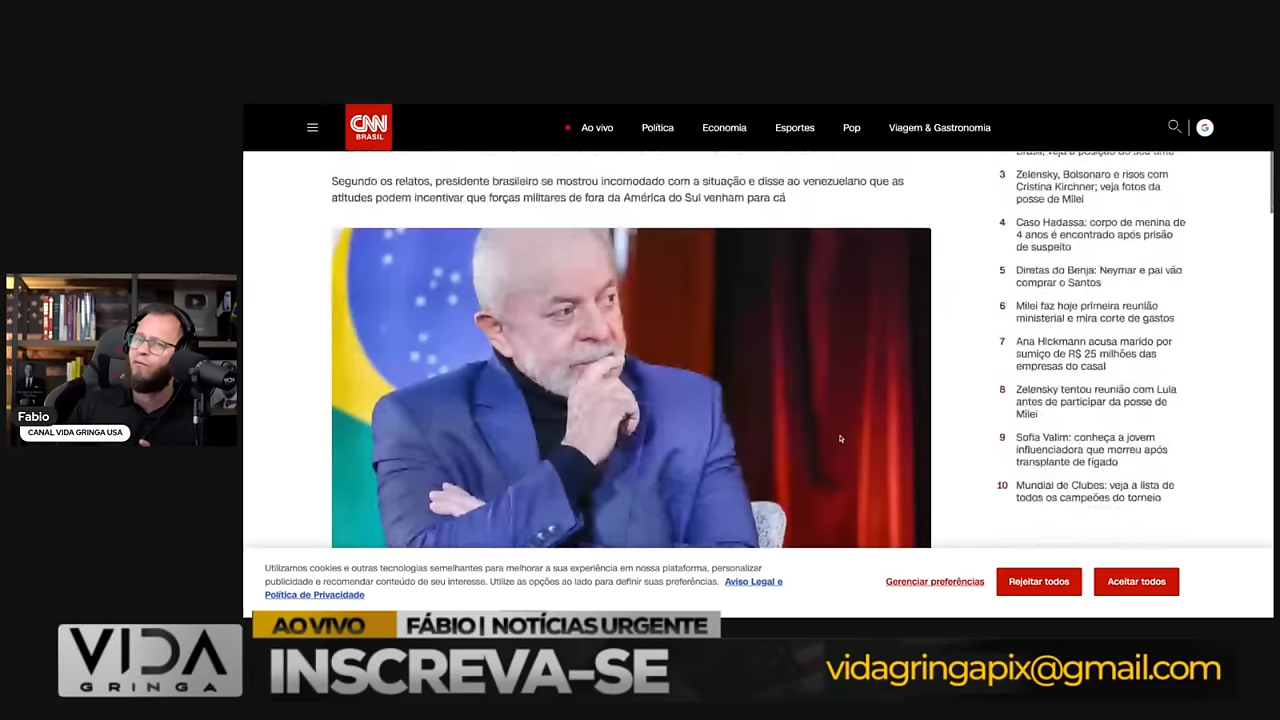 CNN
BRASIL
Ao vivo
Política
Economia
Esportes
Pop
Viagem & Gastronomia
Segundo os relatos, presidente brasileiro se mostrou incomodado com a situação e disse ao venezuelano que as
atitudes podem incentivar que forças militares de fora da América do Sul venham para cá
Brasil; veja a posição do seu time
3 Zelensky, Bolsonaro e risos com
Cristina Kirchner; veja fotos da
posse de Milei
4 Caso Hadassa: corpo de menina de
4 anos é encontrado após prisão
de suspeito
5 Diretas do Benja: Neymar e pai vão
comprar o Santos
6 Milei faz hoje primeira reunião
ministerial e mira corte de gastos
7 Ana Hickmann acusa marido por
sumiço de R$ 25 milhões das
empresas do casal
8 Zelensky tentou reunião com Lula
antes de participar da posse de
Milei
9 Sofia Valim: conheça a jovem
influenciadora que morreu após
transplante de fígado
10 Mundial de Clubes: veja a lista de
todos os campeões do torneio
Fabio
CANAL VIDA GRINGA USA
Utilizamos cookies e outras tecnologias semelhantes para melhorar a sua experiência em nossa plataforma, personalizar
publicidade e recomendar conteúdo de seu interesse. Utilize as opções ao lado para definir suas preferências. Aviso Legal e
Política de Privacidade
Gerenciar preferências
Rejeitar todos
Aceitar todos
AO VIVO
FÁBIO | NOTÍCIAS URGENTE
VIDA
GRINGA
INSCREVA-SE
vidagringapix@gmail.com